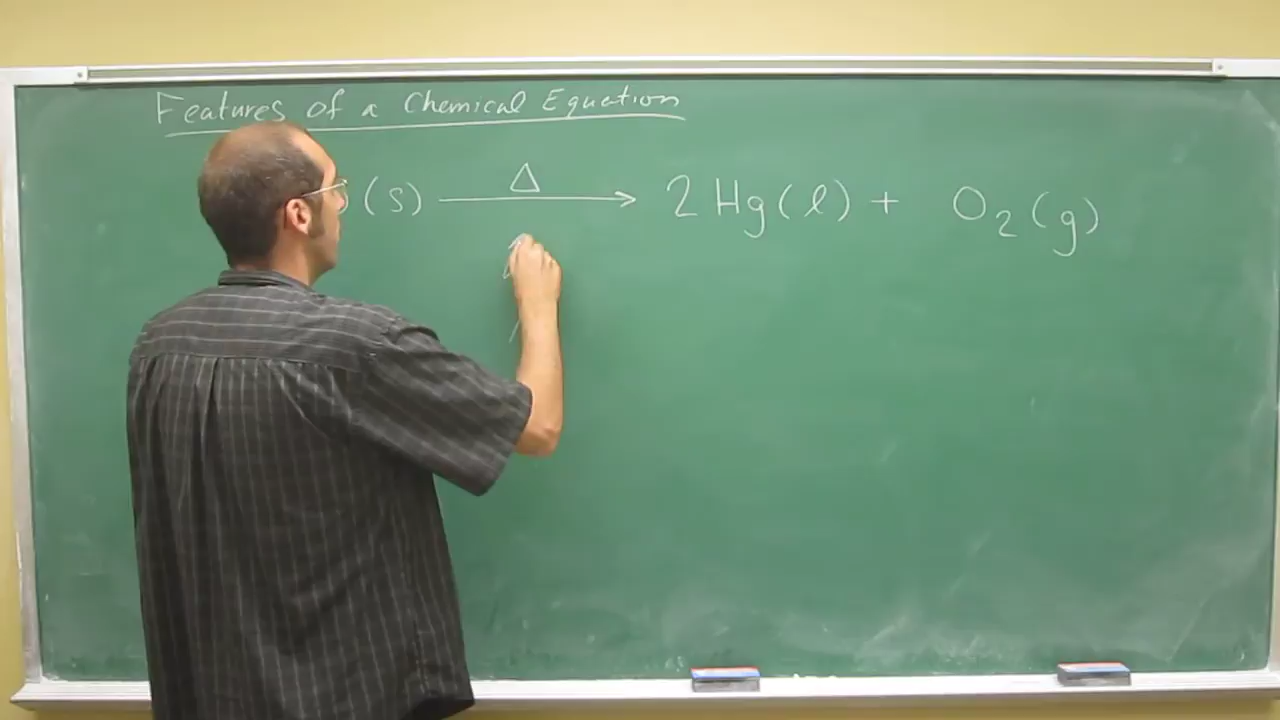 Features of a Chemical Equation
(s) Δ → 2 Hg(l) + O₂(g)